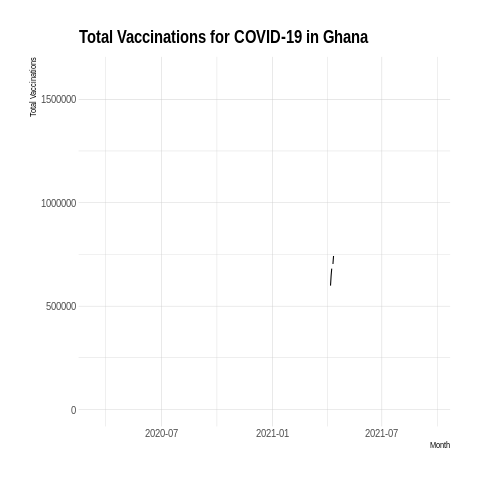 Total Vaccinations for COVID-19 in Ghana
Total Vaccinations
1500000
1000000
500000
0
2020-07 2021-01 2021-07
Month